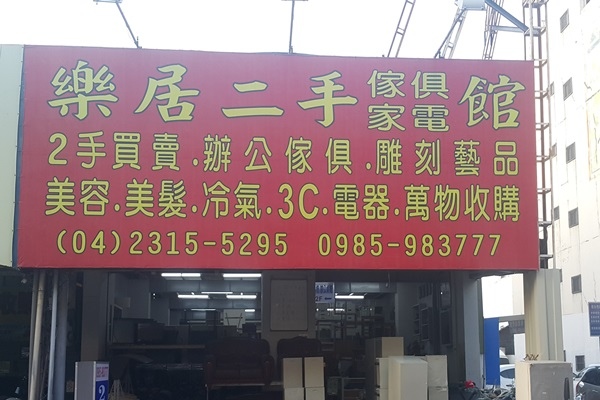 樂居二手傢俱家電館
2手買賣.辦公傢俱.雕刻藝品
美容.美髮.冷氣.3C.電器.萬物收購
(04)2315-5295 0985-983777